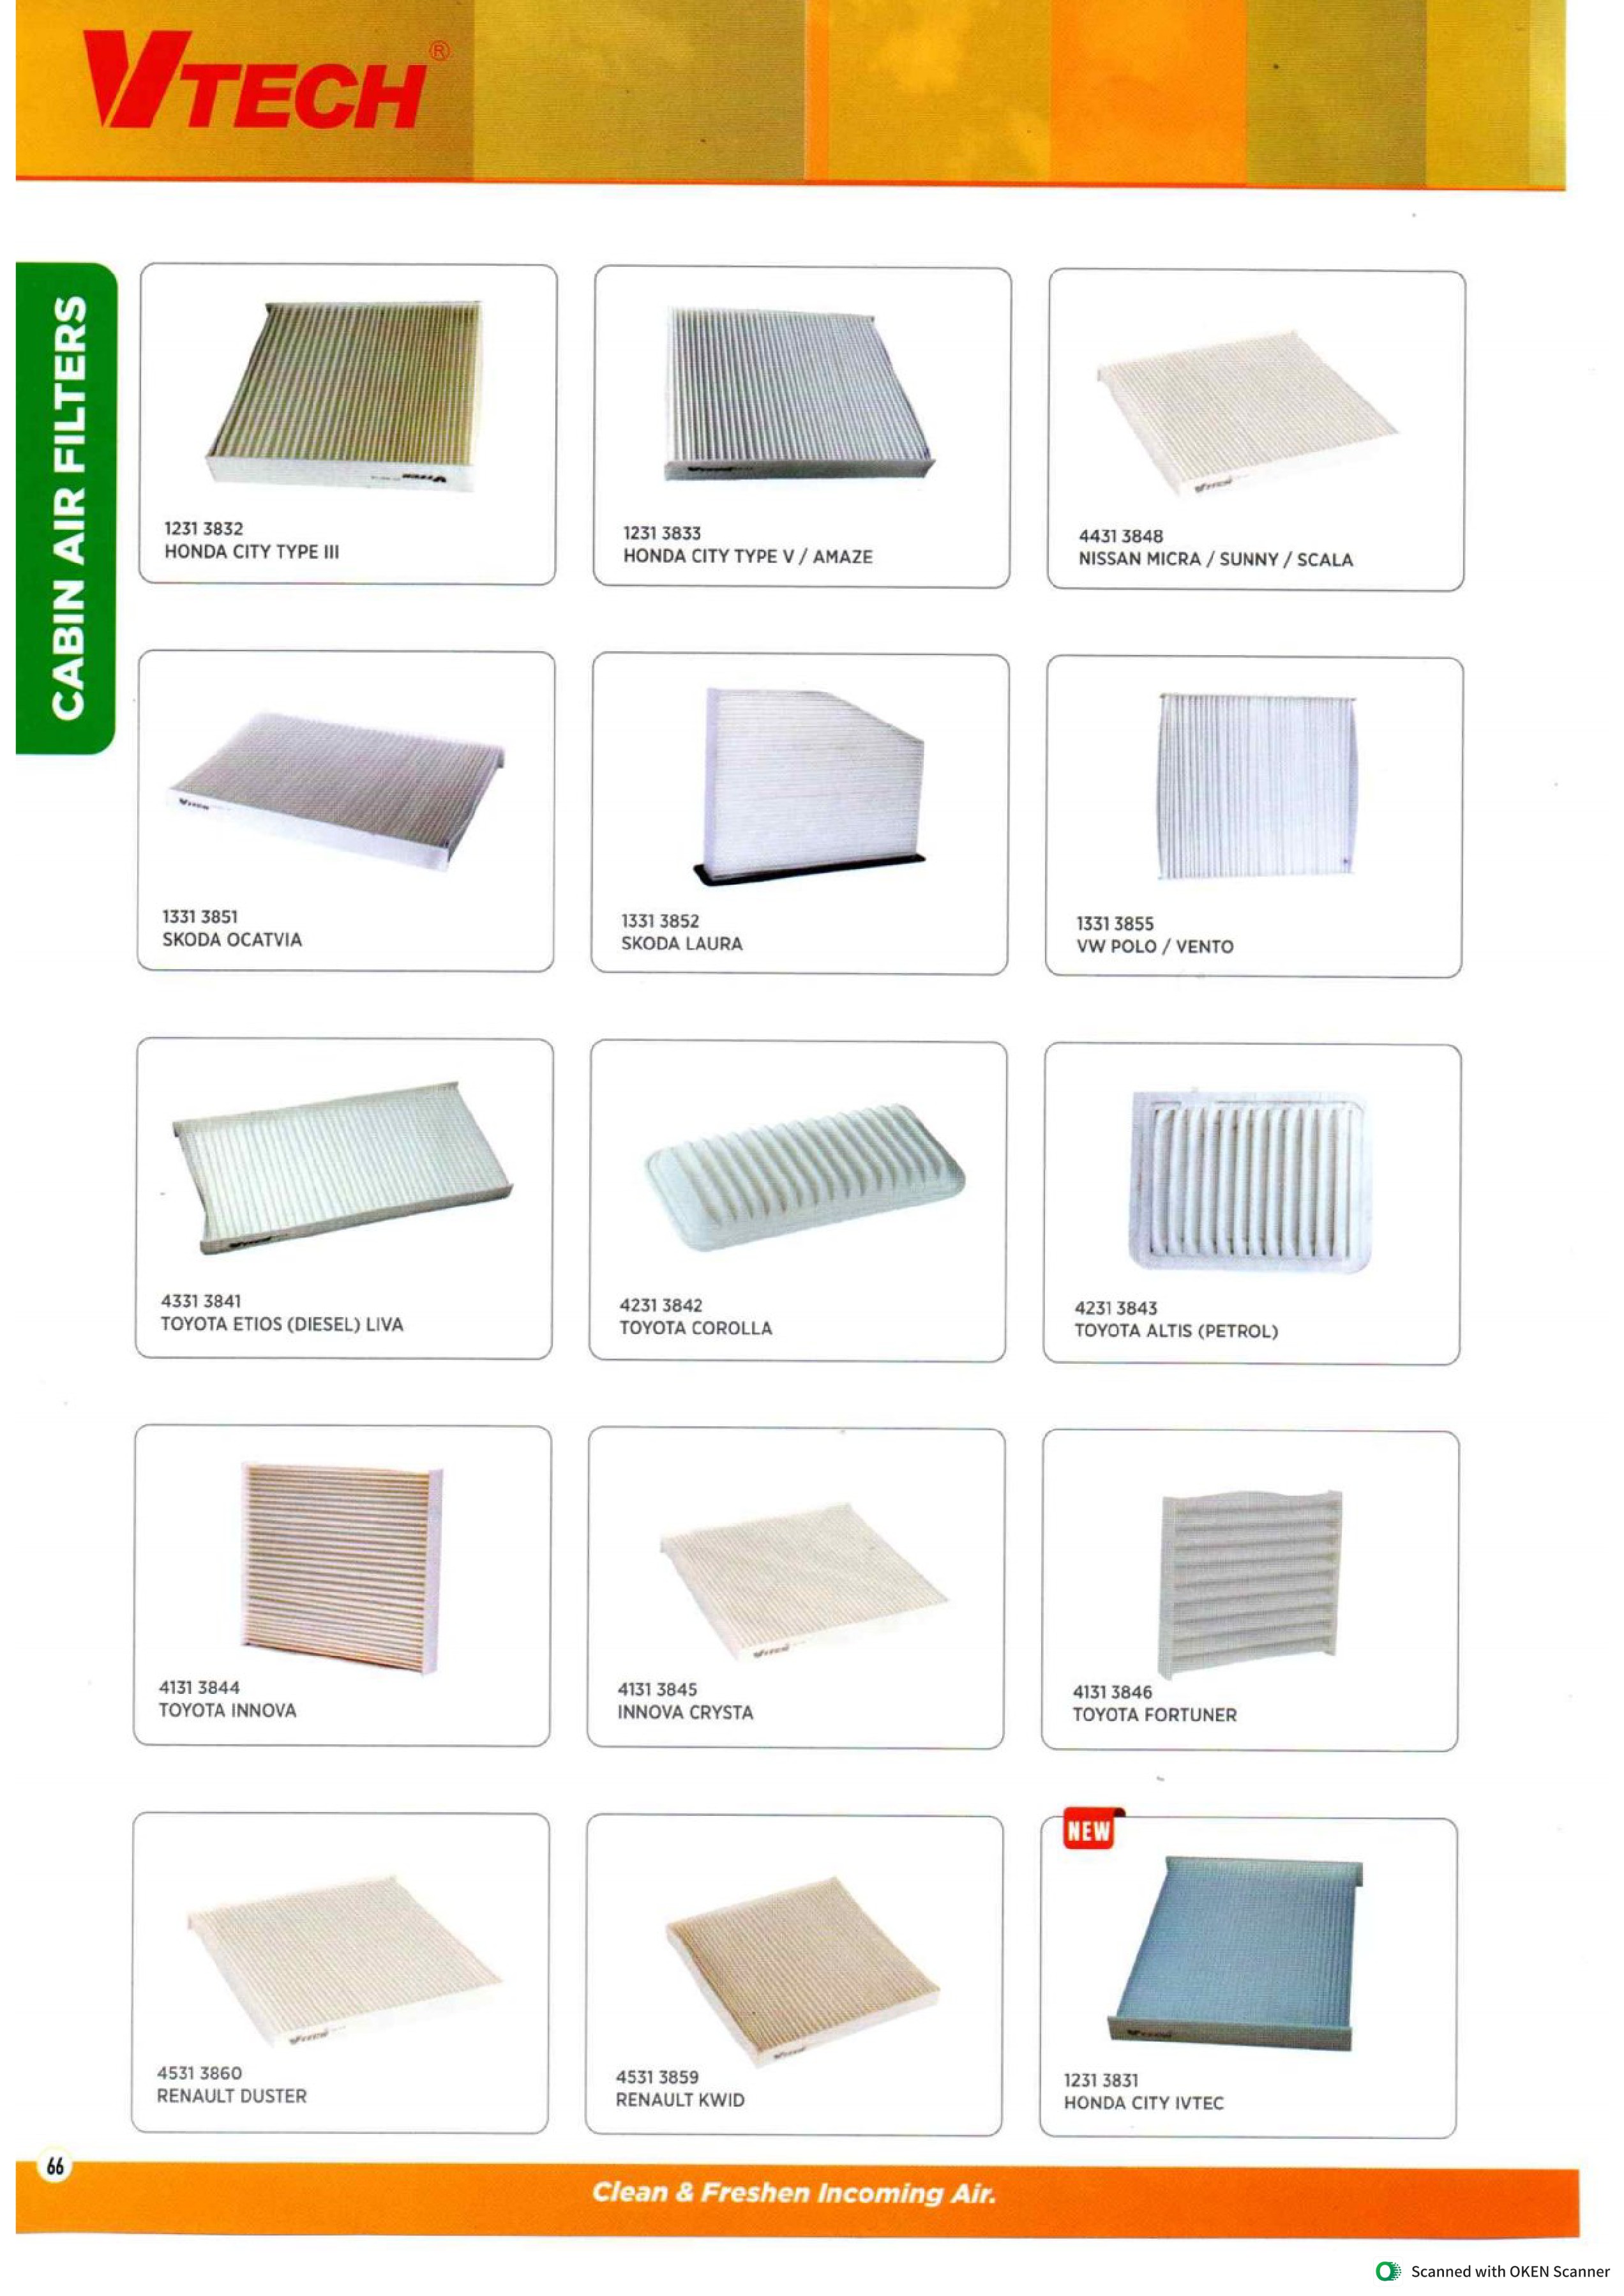 VTECH®
CABIN AIR FILTERS
1231 3832
HONDA CITY TYPE III
1231 3833
HONDA CITY TYPE V / AMAZE
4431 3848
NISSAN MICRA / SUNNY / SCALA
1331 3851
SKODA OCATVIA
1331 3852
SKODA LAURA
1331 3855
VW POLO / VENTO
4331 3841
TOYOTA ETIOS (DIESEL) LIVA
4231 3842
TOYOTA COROLLA
4231 3843
TOYOTA ALTIS (PETROL)
4131 3844
TOYOTA INNOVA
4131 3845
INNOVA CRYSTA
4131 3846
TOYOTA FORTUNER
4531 3860
RENAULT DUSTER
4531 3859
RENAULT KWID
NEW
1231 3831
HONDA CITY IVTEC
66
Clean & Freshen Incoming Air.
Scanned with OKEN Scanner